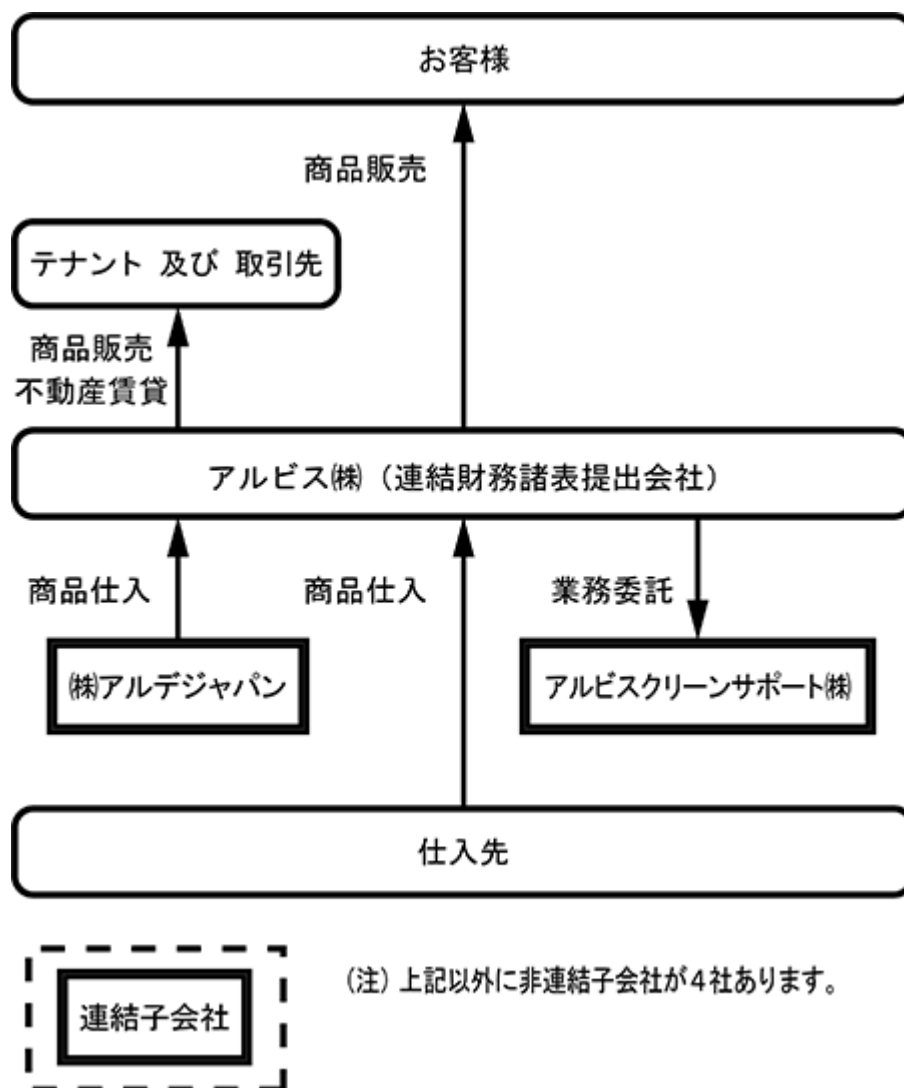 お客様
商品販売
テナント 及び 取引先
商品販売
不動産賃貸
アルビス㈱（連結財務諸表提出会社）
商品仕入
商品仕入
業務委託
㈱アルデジャパン
アルビスクリーンサポート㈱
仕入先
連結子会社
(注) 上記以外に非連結子会社が４社あります。